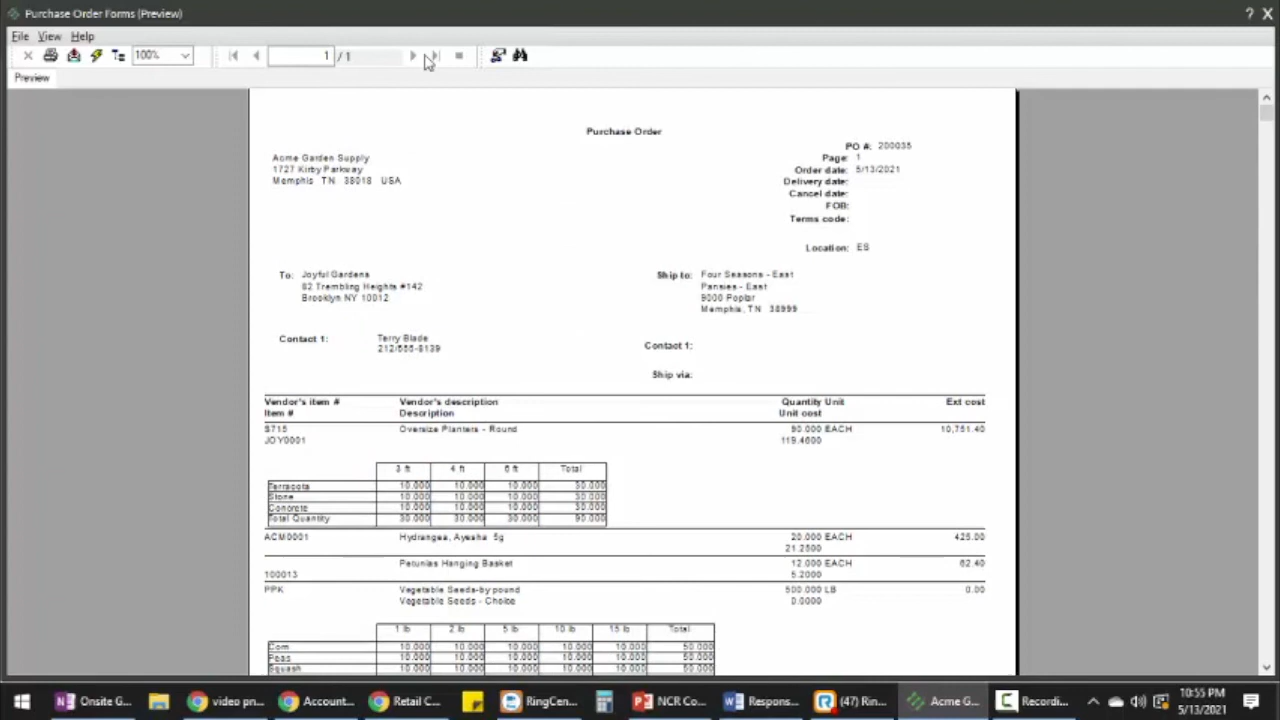 Purchase Order Forms (Preview)
? X
File View Help
100% 1 / 1
Preview
Purchase Order
Acme Garden Supply
1727 Kirby Parkway
Memphis TN 38018 USA
PO #: 200035
Page: 1
Order date: 5/13/2021
Delivery date:
Cancel date:
FOB:
Terms code:
Location: ES
To: Joyful Gardens
82 Trembling Heights #142
Brooklyn NY 10012
Ship to: Four Seasons - East
Pansies - East
9000 Poplar
Memphis, TN 38999
Contact 1: Terry Blade
212/555-8139
Contact 1:
Ship via:
Vendor's item # Vendor's description Quantity Unit Ext cost
Item # Description Unit cost
S715 Oversize Planters - Round 90.000 EACH 10,751.40
JOY0001 119.4600
3 ft 4 ft 6 ft Total
Terracota 10.000 10.000 10.000 30.000
Stone 10.000 10.000 10.000 30.000
Concrete 10.000 10.000 10.000 30.000
Total Quantity 30.000 30.000 30.000 90.000
ACM0001 Hydrangea, Ayesha 5g 20.000 EACH 425.00
21.2500
Petunias Hanging Basket 12.000 EACH 62.40
100013 5.2000
PPK Vegetable Seeds-by pound 500.000 LB 0.00
Vegetable Seeds - Choice 0.0000
1 lb 2 lb 5 lb 10 lb 15 lb Total
Corn 10.000 10.000 10.000 10.000 10.000 50.000
Peas 10.000 10.000 10.000 10.000 10.000 50.000
Squash 10.000 10.000 10.000 10.000 10.000 50.000
Onsite G... video pn... Account... Retail C... RingCen... NCR Co... Respons... (47) Rin... Acme G... Recordi...
10:55 PM
5/13/2021